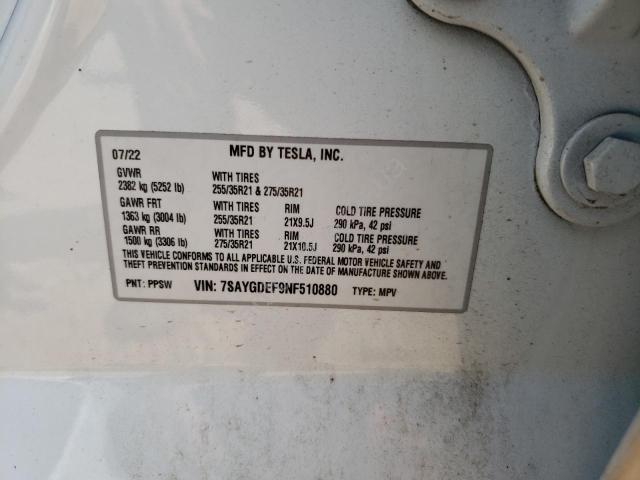 07/22 MFD BY TESLA, INC.
GVWR WITH TIRES
2382 kg (5252 lb) 255/35R21 & 275/35R21
GAWR FRT WITH TIRES RIM COLD TIRE PRESSURE
1363 kg (3004 lb) 255/35R21 21X9.5J 290 kPa, 42 psi
GAWR RR WITH TIRES RIM COLD TIRE PRESSURE
1500 kg (3306 lb) 275/35R21 21X10.5J 290 kPa, 42 psi
THIS VEHICLE CONFORMS TO ALL APPLICABLE U.S. FEDERAL MOTOR VEHICLE SAFETY AND
THEFT PREVENTION STANDARDS IN EFFECT ON THE DATE OF MANUFACTURE SHOWN ABOVE.
PNT: PPSW VIN: 7SAYGDEF9NF510880 TYPE: MPV